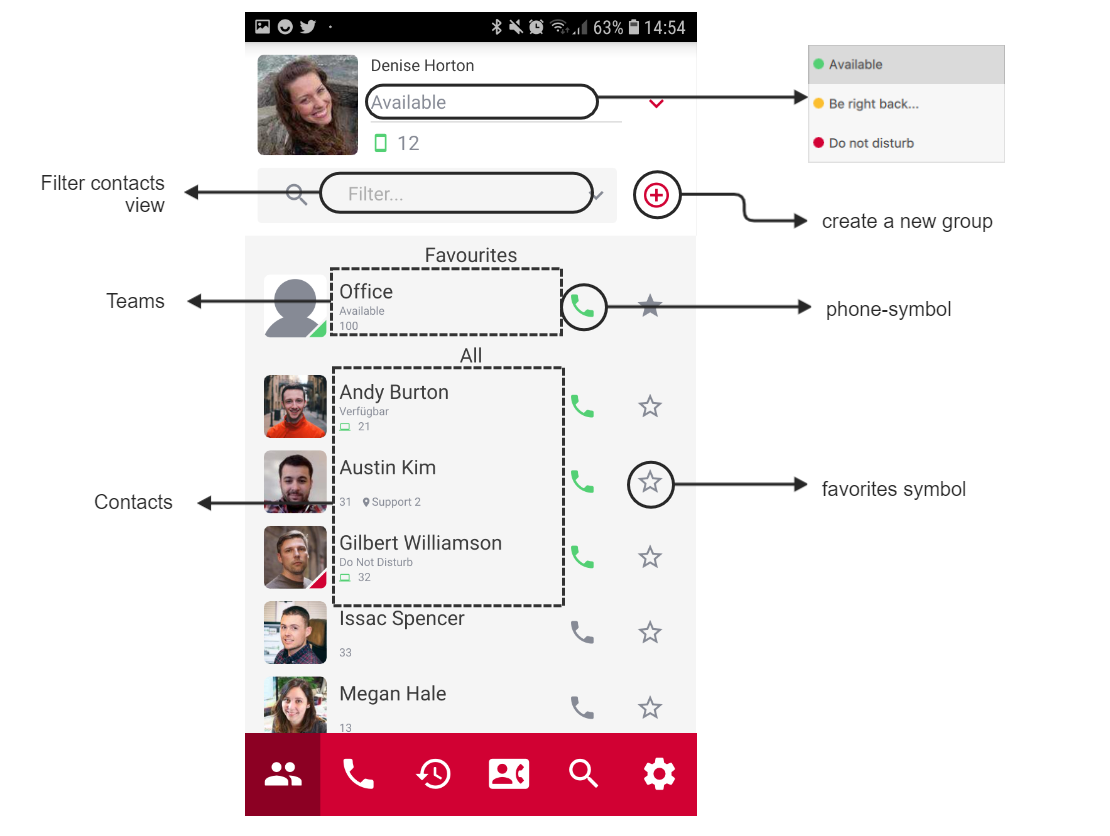 63% 14:54
Denise Horton
Available
12
Available
Be right back...
Do not disturb
Filter contacts
view
Filter...
create a new group
Favourites
Teams
Office
Available
100
phone-symbol
All
Andy Burton
Verfügbar
21
Austin Kim
31 Support 2
favorites symbol
Contacts
Gilbert Williamson
Do Not Disturb
32
Issac Spencer
33
Megan Hale
13